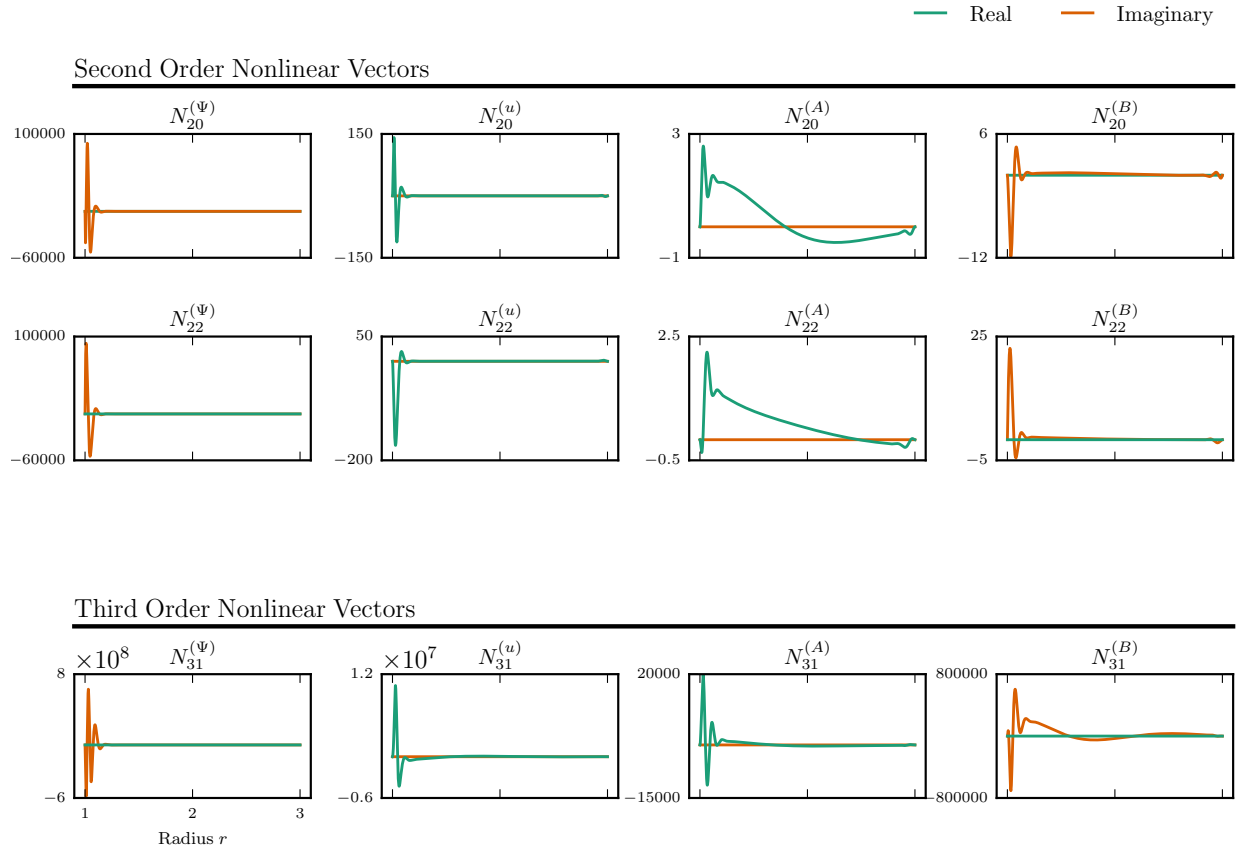 Real Imaginary
Second Order Nonlinear Vectors
N_{20}^{(Ψ)} N_{20}^{(u)} N_{20}^{(A)} N_{20}^{(B)}
100000 150 3 6
−60000 −150 −1 −12
N_{22}^{(Ψ)} N_{22}^{(u)} N_{22}^{(A)} N_{22}^{(B)}
100000 50 2.5 25
−60000 −200 −0.5 −5
Third Order Nonlinear Vectors
×10^8 N_{31}^{(Ψ)} ×10^7 N_{31}^{(u)} N_{31}^{(A)} N_{31}^{(B)}
8 1.2 20000 800000
−6 −0.6 −15000 −800000
1 2 3
Radius r